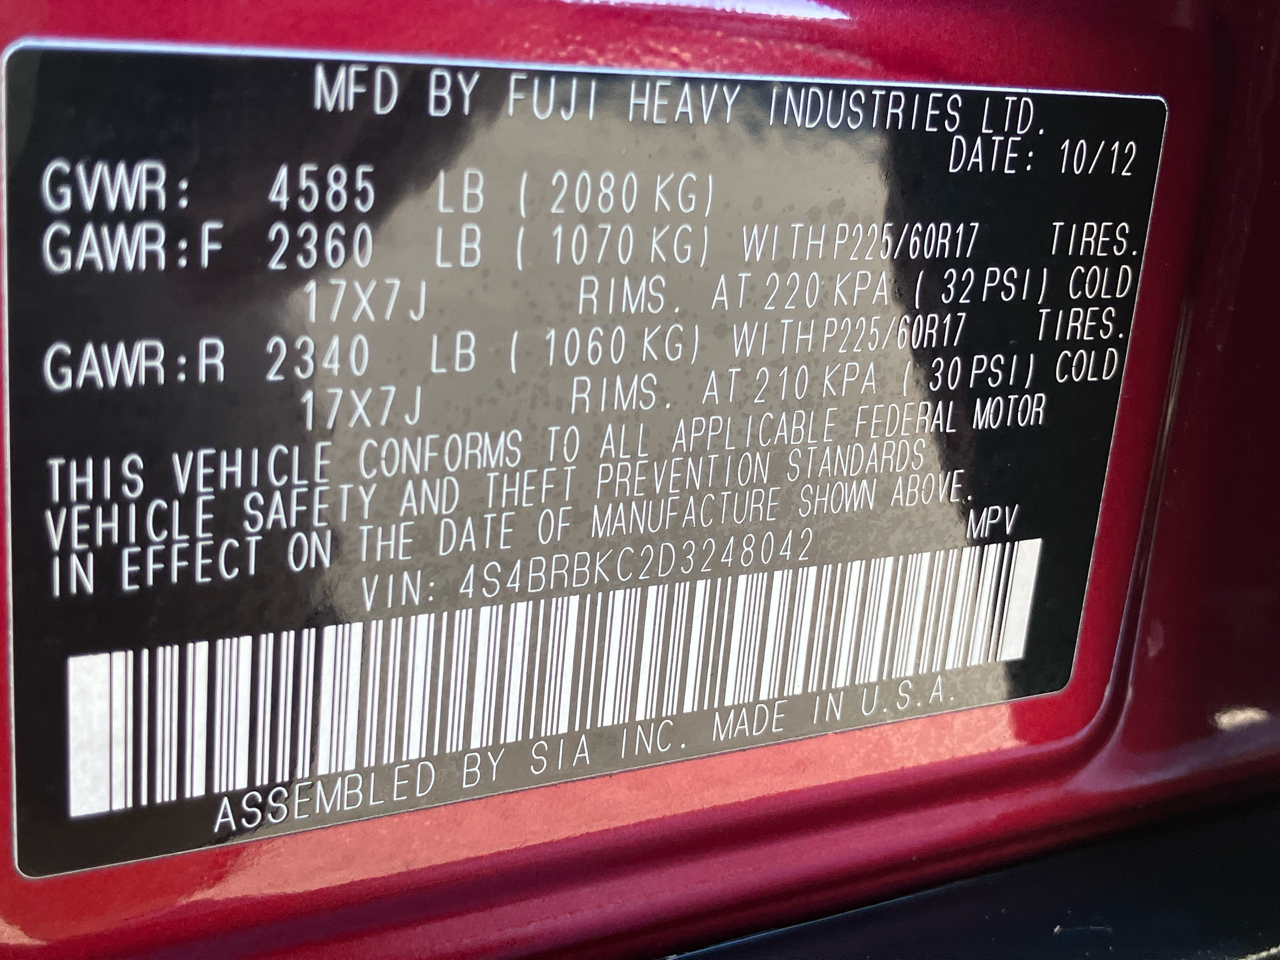 MFD BY FUJI HEAVY INDUSTRIES LTD.
DATE: 10/12
GVWR: 4585 LB ( 2080 KG)
GAWR:F 2360 LB ( 1070 KG) WITH P225/60R17 TIRES.
17X7J RIMS. AT 220 KPA ( 32 PSI) COLD
GAWR:R 2340 LB ( 1060 KG) WITH P225/60R17 TIRES.
17X7J RIMS. AT 210 KPA ( 30 PSI) COLD
THIS VEHICLE CONFORMS TO ALL APPLICABLE FEDERAL MOTOR
VEHICLE SAFETY AND THEFT PREVENTION STANDARDS
IN EFFECT ON THE DATE OF MANUFACTURE SHOWN ABOVE.
VIN: 4S4BRBKC2D3248042 MPV
ASSEMBLED BY SIA INC. MADE IN U.S.A.